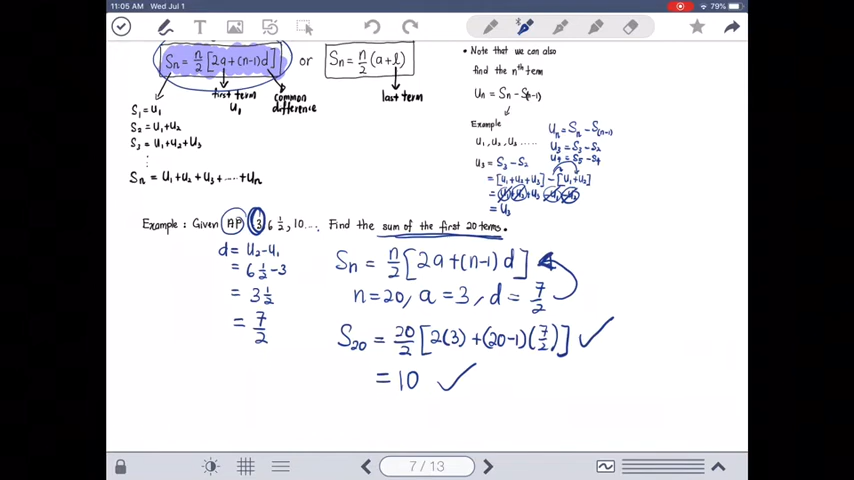 11:05 AM Wed Jul 1
79%
Sn = n/2 [2a+(n-1)d] or Sn = n/2 (a+l)
first term
U1
common difference
last term
S1 = U1
S2 = U1+U2
S3 = U1+U2+U3
⋮
Sn = U1+U2+U3+....+Un
• Note that we can also
find the nth term
Un = Sn - S(n-1)
Example
U1, U2, U3 .....
U3 = S3 - S2
= [U1+U2+U3] - [U1+U2]
= U1+U2+U3 -U1-U2
= U3
Un = Sn - S(n-1)
U3 = S3 - S2
U4 = S5 - S4
Example : Given AP 3, 6 1/2, 10.... Find the sum of the first 20 terms.
d = U2-U1
= 6 1/2 - 3
= 3 1/2
= 7/2
Sn = n/2 [2a+(n-1)d]
n=20, a=3, d= 7/2
S20 = 20/2 [2(3)+(20-1)(7/2)] ✓
= 10 ✓
7 / 13